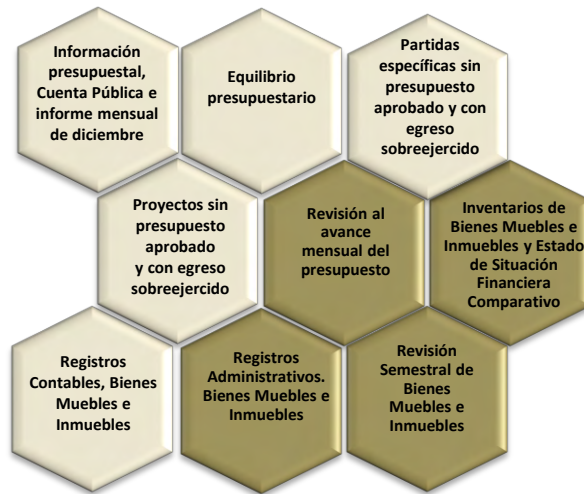 Información
presupuestal,
Cuenta Pública e
informe mensual
de diciembre
Equilibrio
presupuestario
Partidas
específicas sin
presupuesto
aprobado y con
egreso
sobreejercido
Proyectos sin
presupuesto
aprobado
y con egreso
sobreejercido
Revisión al
avance
mensual del
presupuesto
Inventarios de
Bienes Muebles e
Inmuebles y Estado
de Situación
Financiera
Comparativo
Registros
Contables, Bienes
Muebles e
Inmuebles
Registros
Administrativos.
Bienes Muebles e
Inmuebles
Revisión
Semestral de
Bienes
Muebles e
Inmuebles